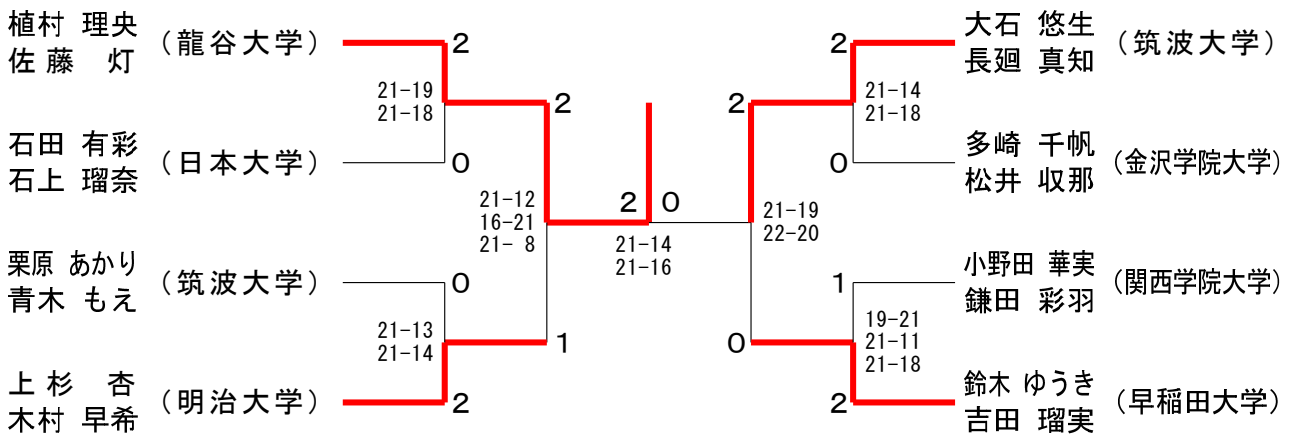 植村 理央
佐藤 灯
(龍谷大学)
2
21-19
21-18
石田 有彩
石上 瑠奈
(日本大学)
0
2
21-12
16-21
21- 8
栗原 あかり
青木 もえ
(筑波大学)
0
21-13
21-14
上杉 杏
木村 早希
(明治大学)
2
1
2 0
21-14
21-16
2
大石 悠生
長廻 真知
(筑波大学)
21-14
21-18
2
0
多崎 千帆
松井 収那
(金沢学院大学)
21-19
22-20
1
小野田 華実
鎌田 彩羽
(関西学院大学)
19-21
21-11
21-18
0
2
鈴木 ゆうき
吉田 瑠実
(早稲田大学)